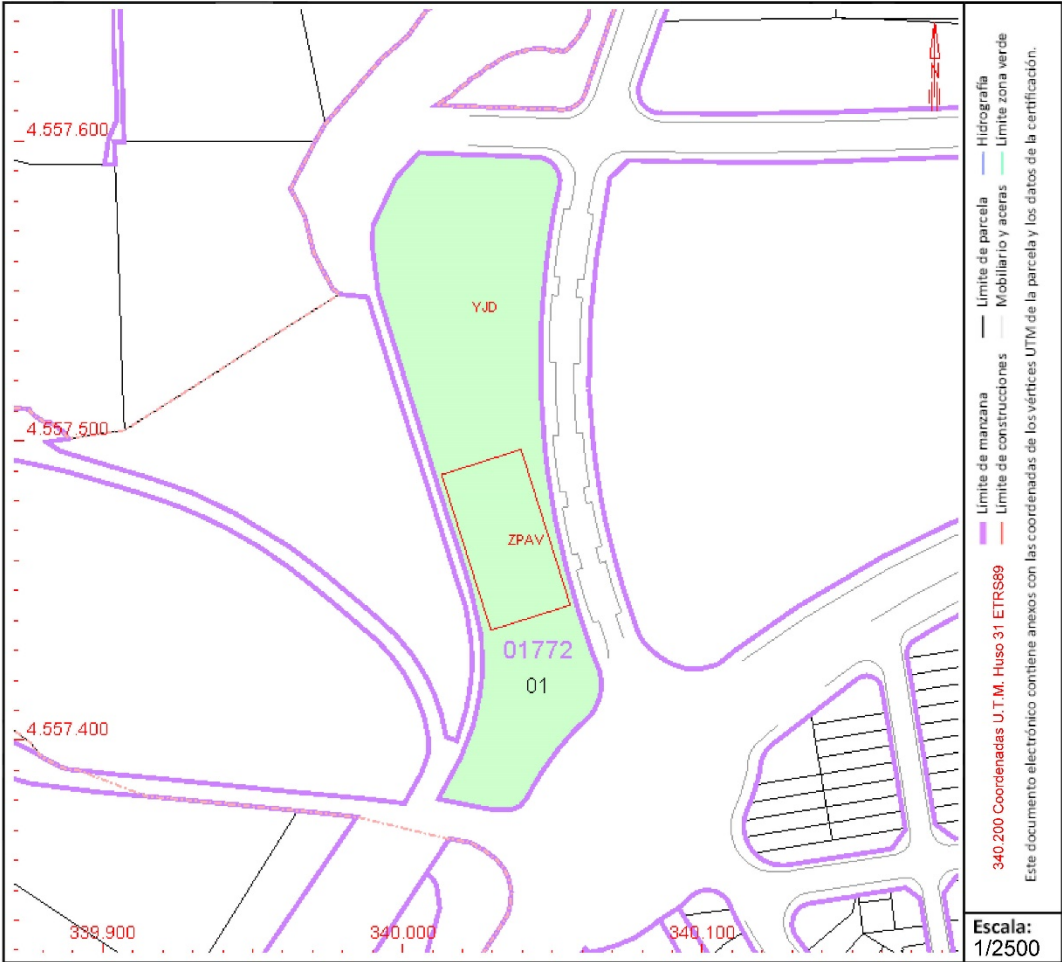 4.557.600
YJD
4.557.500
ZPAV
01772
01
4.557.400
339.900
340.000
340.100
340.200 Coordenadas U.T.M. Huso 31 ETRS89
Límite de manzana
Límite de parcela
Hidrografía
Límite de construcciones
Mobiliario y aceras
Límite zona verde
Este documento electrónico contiene anexos con las coordenadas de los vértices UTM de la parcela y los datos de la certificación.
Escala:
1/2500